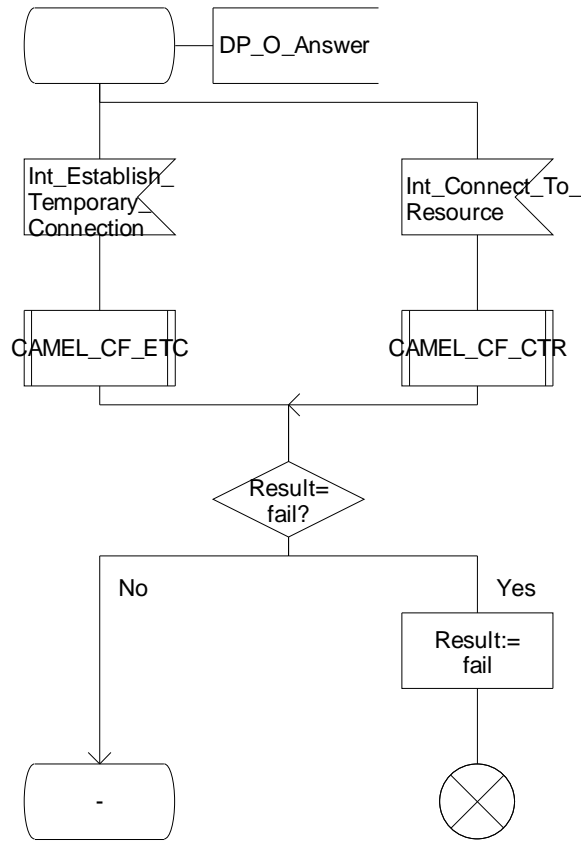 DP_O_Answer
Int_Establish_
Temporary_
Connection
Int_Connect_To_
Resource
CAMEL_CF_ETC
CAMEL_CF_CTR
Result=
fail?
No
Yes
Result:=
fail
-